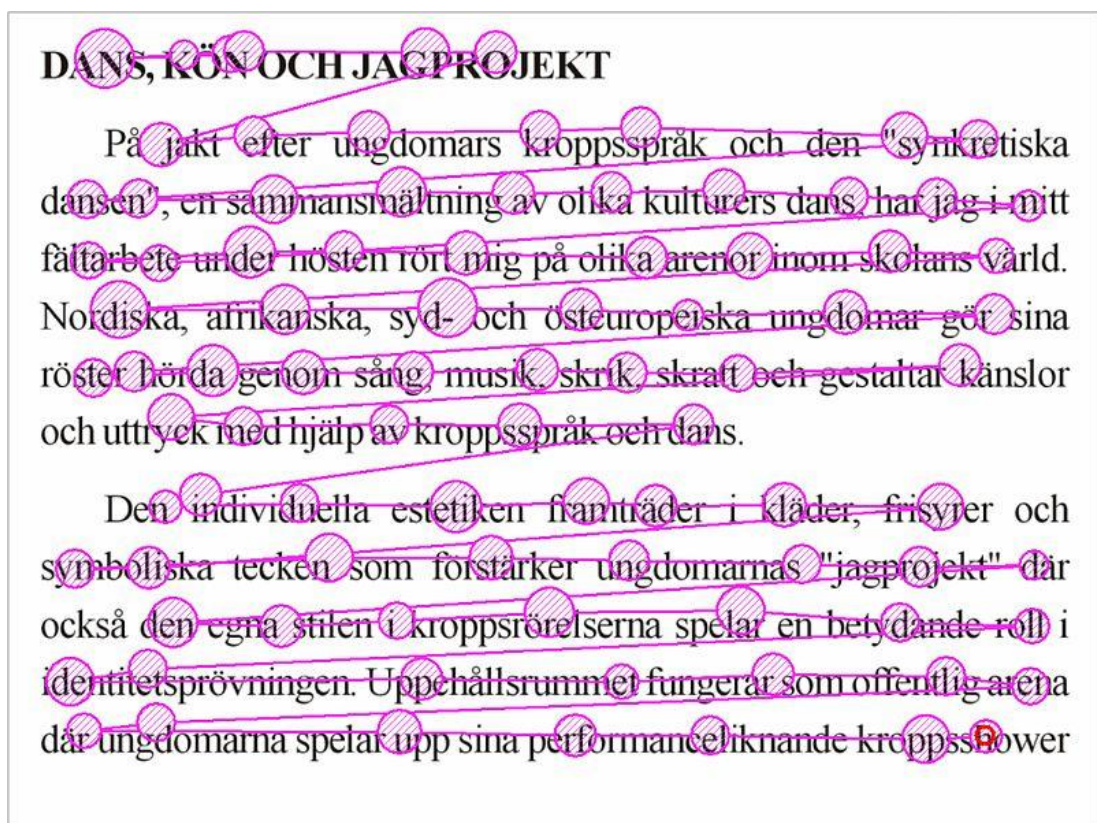 DANS, KÖN OCH JAGPROJEKT
På jakt efter ungdomars kroppsspråk och den "synkretiska
dansen", en sammansmältning av olika kulturers dans, har jag i mitt
fältarbete under hösten rört mig på olika arenor inom skolans värld.
Nordiska, afrikanska, syd- och östeuropeiska ungdomar gör sina
röster hörda genom sång, musik, skrik, skratt och gestaltar känslor
och uttryck med hjälp av kroppsspråk och dans.
Den individuella estetiken framträder i kläder, frisyrer och
symboliska tecken som förstärker ungdomarnas "jagprojekt" där
också den egna stilen i kroppsrörelserna spelar en betydande roll i
identitetsprövningen. Uppehållsrummet fungerar som offentlig arena
där ungdomarna spelar upp sina performanceliknande kroppsshower